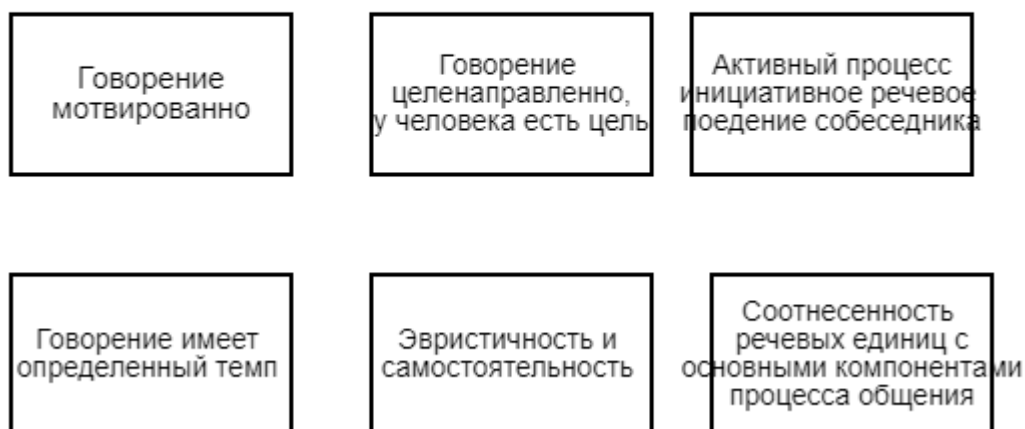 Говорение
мотвированно
Говорение
целенаправленно,
у человека есть цель
Активный процесс
инициативное речевое
поедение собеседника
Говорение имеет
определенный темп
Эвристичность и
самостоятельность
Соотнесенность
речевых единиц с
основными компонентами
процесса общения